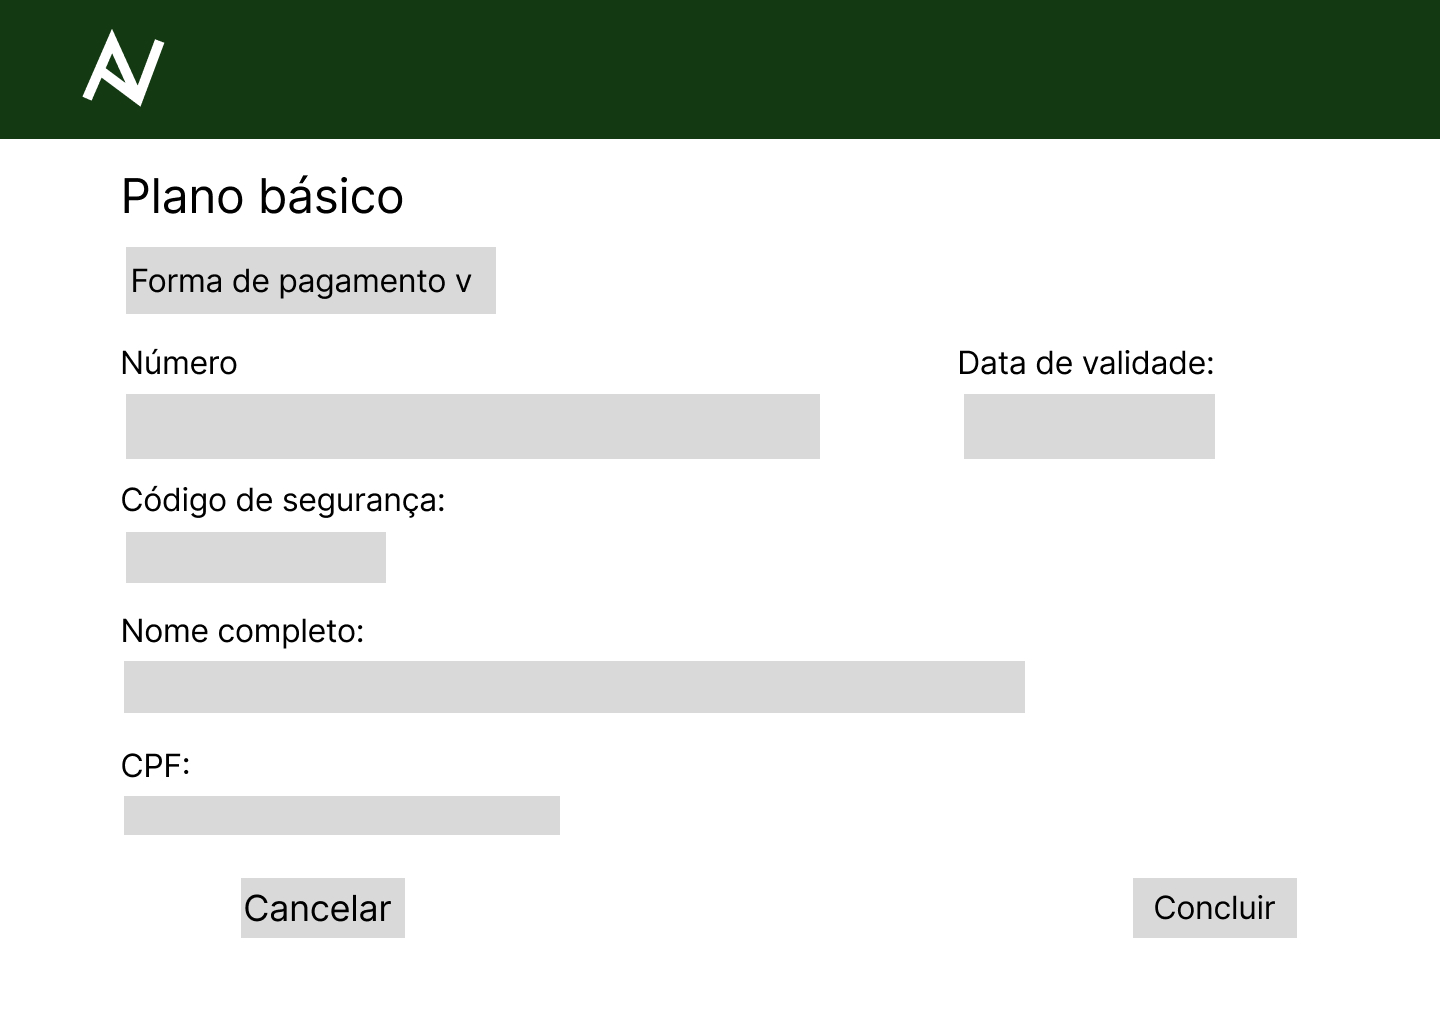 Plano básico
Forma de pagamento v
Número
Data de validade:
Código de segurança:
Nome completo:
CPF:
Cancelar
Concluir